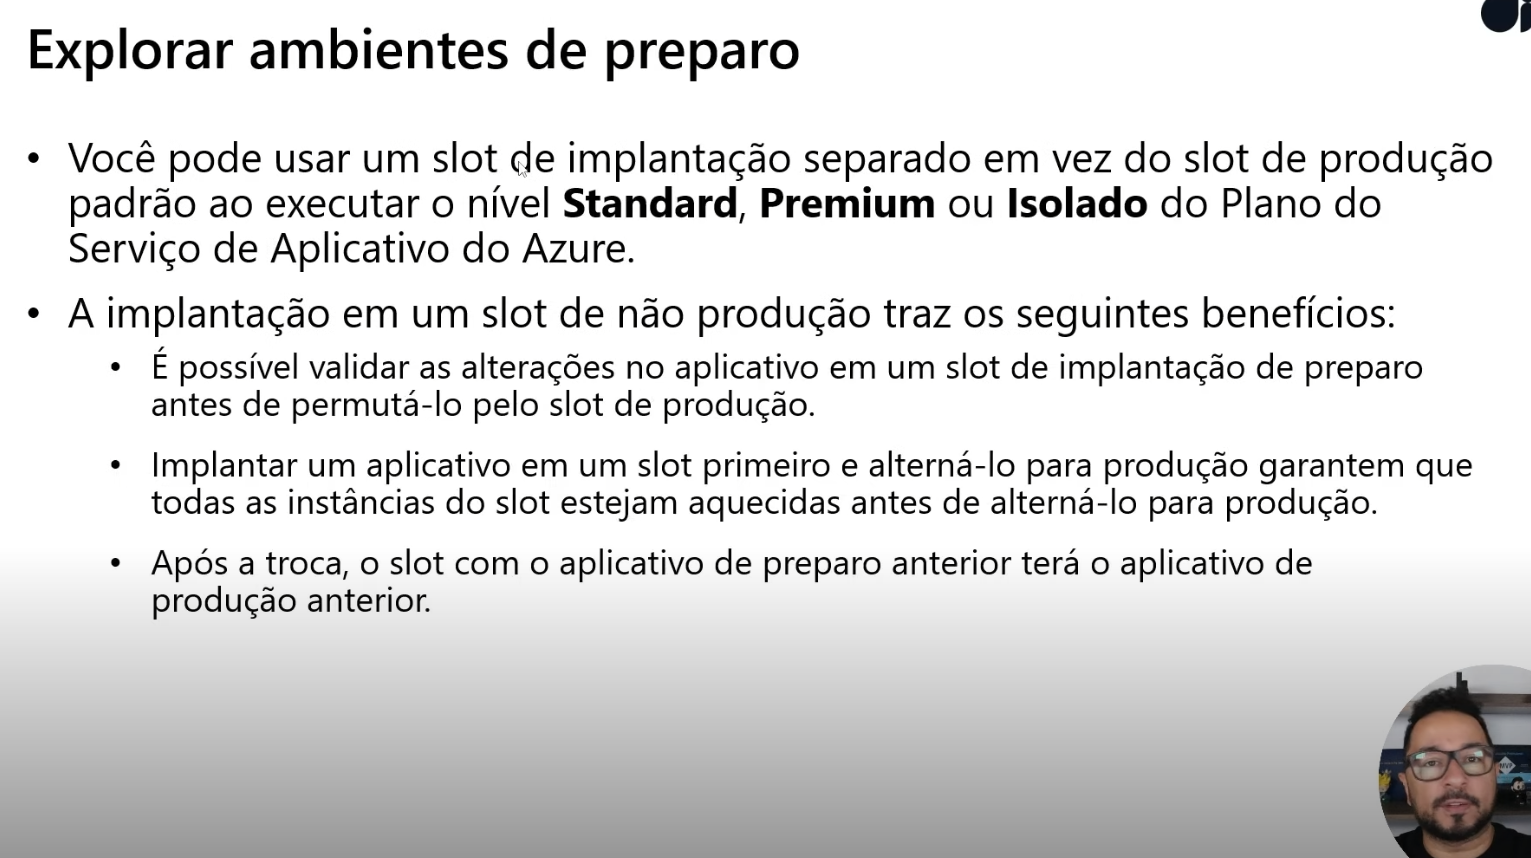 Explorar ambientes de preparo
• Você pode usar um slot de implantação separado em vez do slot de produção
padrão ao executar o nível Standard, Premium ou Isolado do Plano do
Serviço de Aplicativo do Azure.
• A implantação em um slot de não produção traz os seguintes benefícios:
• É possível validar as alterações no aplicativo em um slot de implantação de preparo
antes de permutá-lo pelo slot de produção.
• Implantar um aplicativo em um slot primeiro e alterná-lo para produção garantem que
todas as instâncias do slot estejam aquecidas antes de alterná-lo para produção.
• Após a troca, o slot com o aplicativo de preparo anterior terá o aplicativo de
produção anterior.
MVP